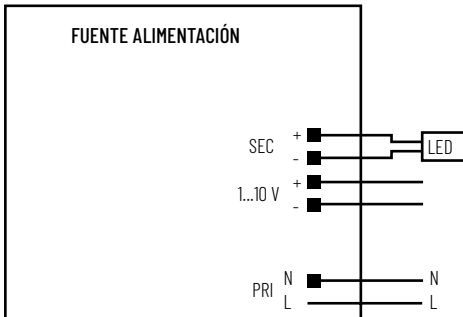 FUENTE ALIMENTACIÓN
SEC + - LED
1...10 V + -
PRI N N
L L